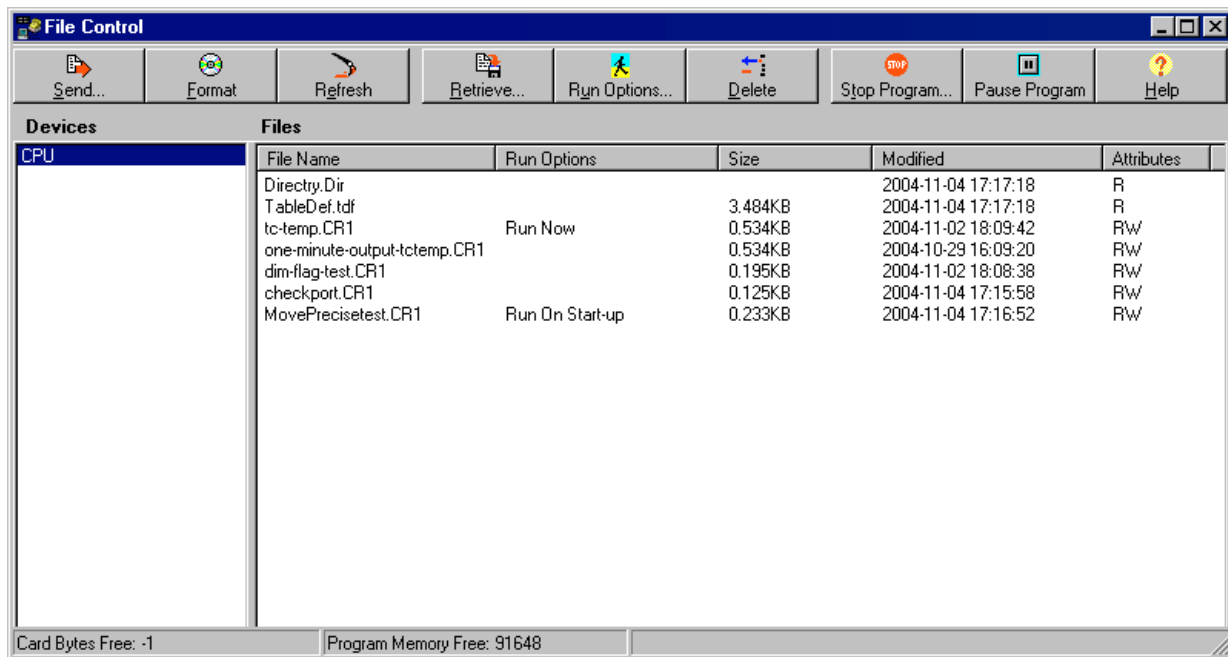 File Control
Send... Format Refresh Retrieve... Run Options... Delete Stop Program... Pause Program Help
STOP
Devices Files
CPU
File Name Run Options Size Modified Attributes
Directry.Dir 2004-11-04 17:17:18 R
TableDef.tdf 3.484KB 2004-11-04 17:17:18 R
tc-temp.CR1 Run Now 0.534KB 2004-11-02 18:09:42 RW
one-minute-output-tctemp.CR1 0.534KB 2004-10-29 16:09:20 RW
dim-flag-test.CR1 0.195KB 2004-11-02 18:08:38 RW
checkport.CR1 0.125KB 2004-11-04 17:15:58 RW
MovePrecisetest.CR1 Run On Start-up 0.233KB 2004-11-04 17:16:52 RW
Card Bytes Free: -1 Program Memory Free: 91648